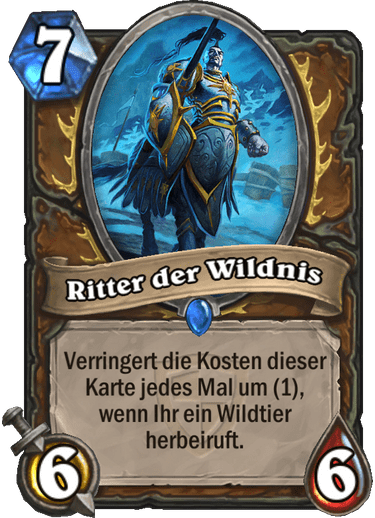 7
Ritter der Wildnis
Verringert die Kosten dieser
Karte jedes Mal um (1),
wenn Ihr ein Wildtier
herbeiruft.
6
6